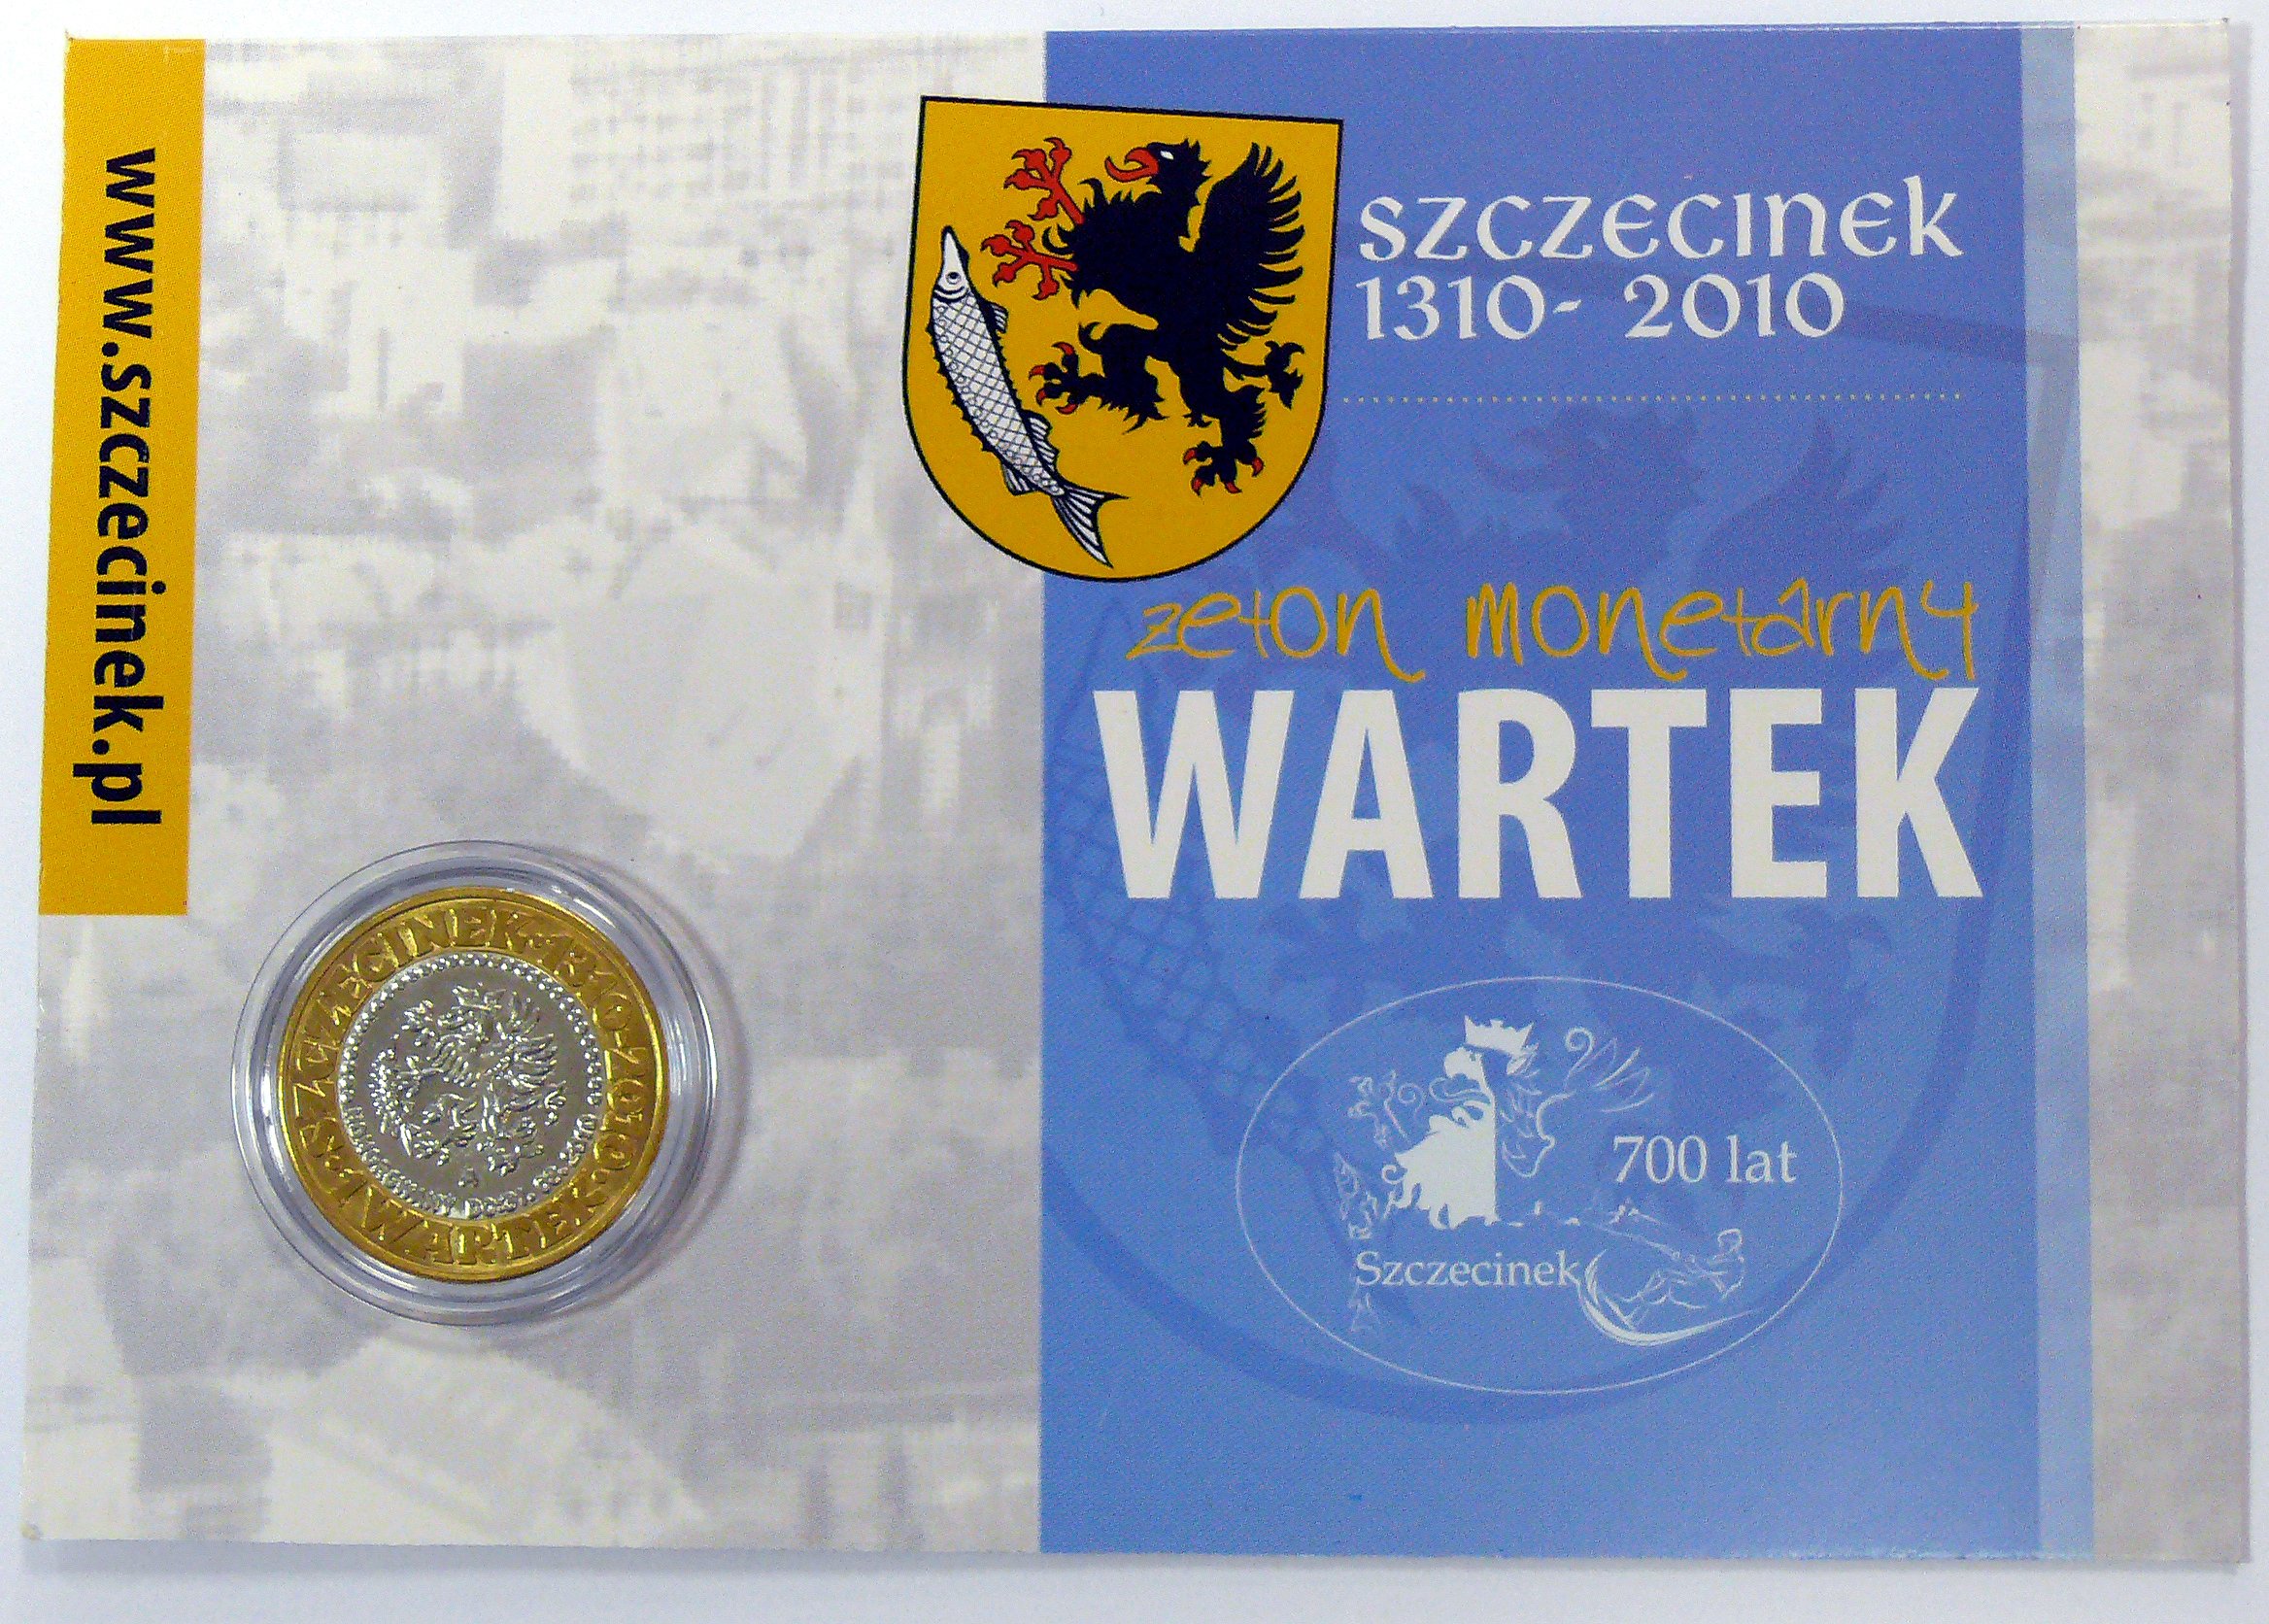 www.szczecinek.pl
SZCZECINEK
1310- 2010
żeton monetarny
WARTEK
700 lat
Szczecinek
SZCZECINEK • 1310-2010 •
1 WARTEK